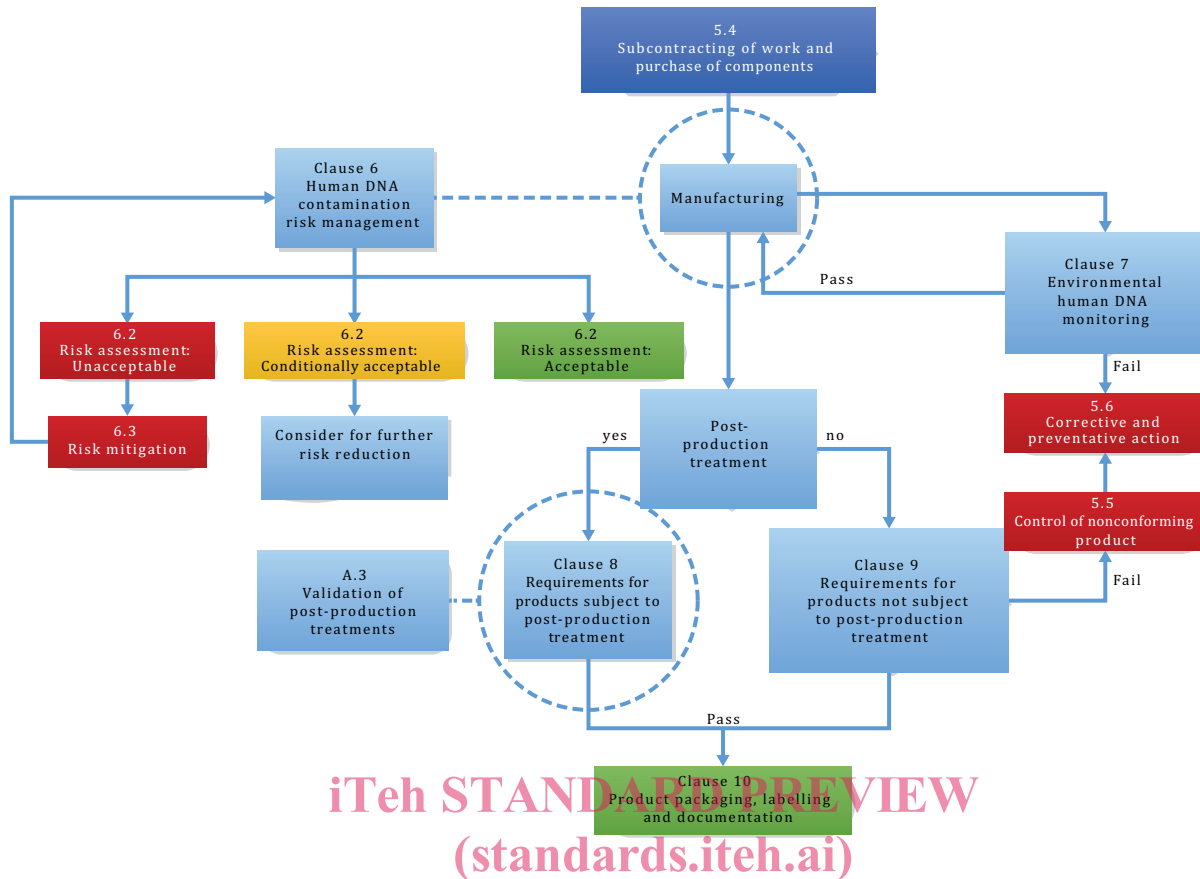 5.4
Subcontracting of work and
purchase of components
Clause 6
Human DNA
contamination
risk management
Manufacturing
Clause 7
Environmental
human DNA
monitoring
Pass
Fail
6.2
Risk assessment:
Unacceptable
6.2
Risk assessment:
Conditionally acceptable
6.2
Risk assessment:
Acceptable
6.3
Risk mitigation
Consider for further
risk reduction
yes
Post-
production
treatment
no
5.6
Corrective and
preventative action
5.5
Control of nonconforming
product
Fail
A.3
Validation of
post-production
treatments
Clause 8
Requirements for
products subject to
post-production
treatment
Clause 9
Requirements for
products not subject
to post-production
treatment
Pass
Clause 10
Product packaging, labelling
and documentation
iTeh STANDARD PREVIEW
(standards.iteh.ai)